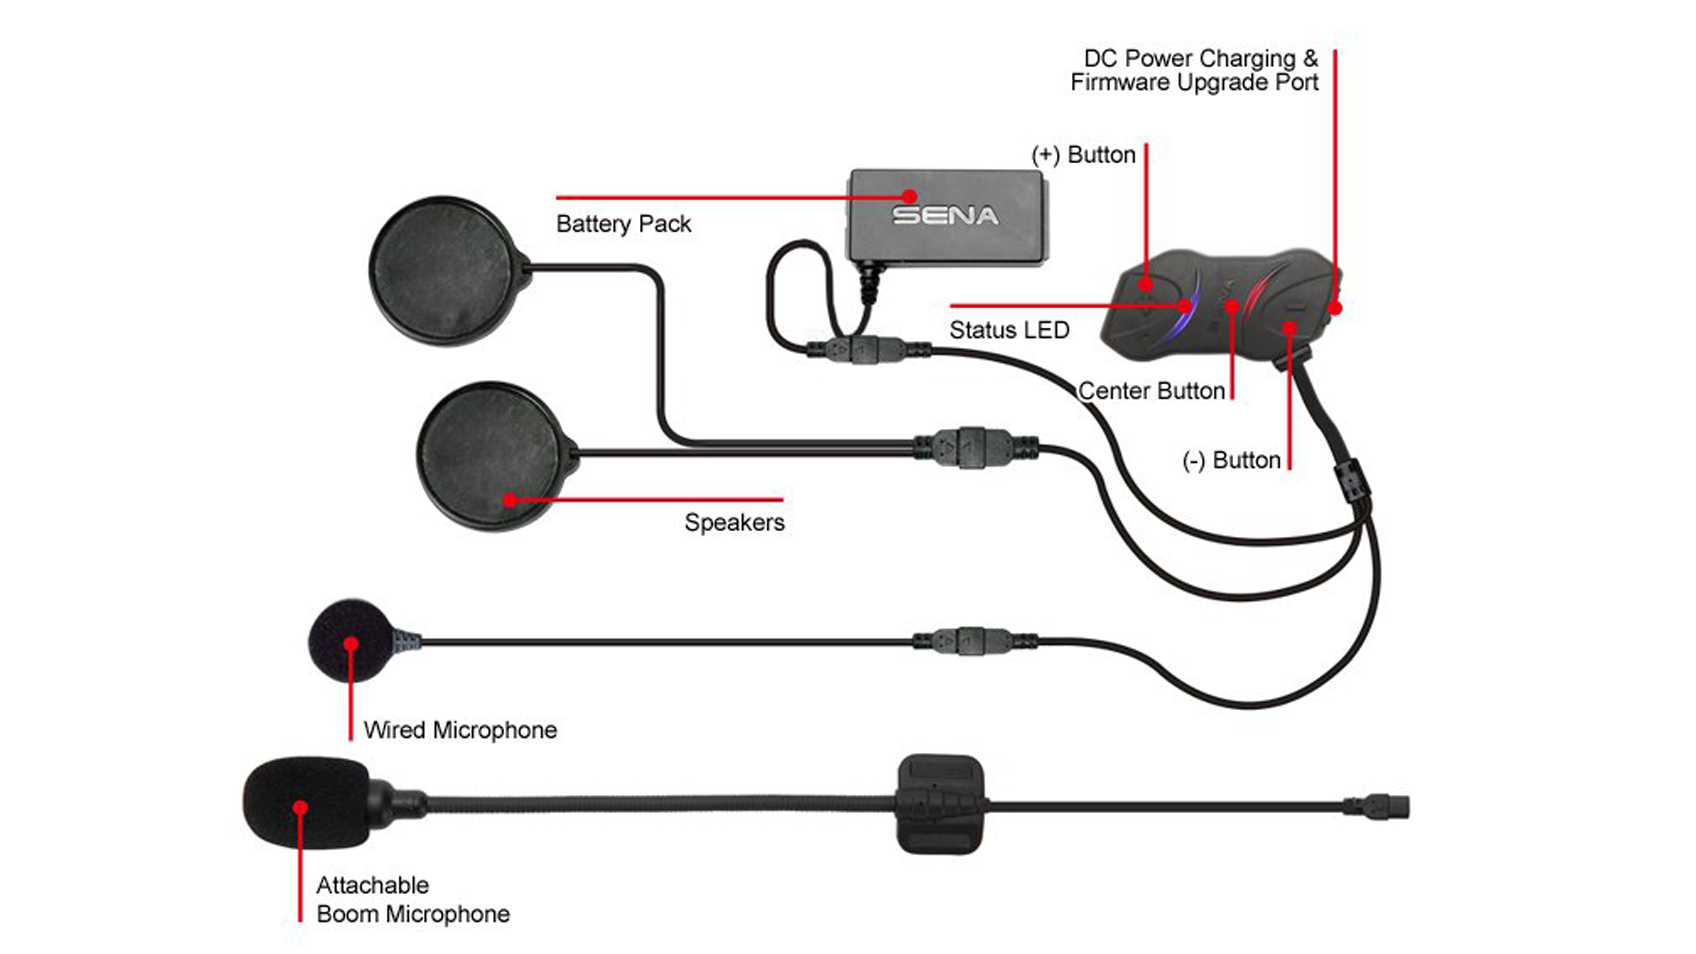 DC Power Charging &
Firmware Upgrade Port
(+) Button
Battery Pack
SENA
Status LED
Center Button
(-) Button
Speakers
Wired Microphone
Attachable
Boom Microphone